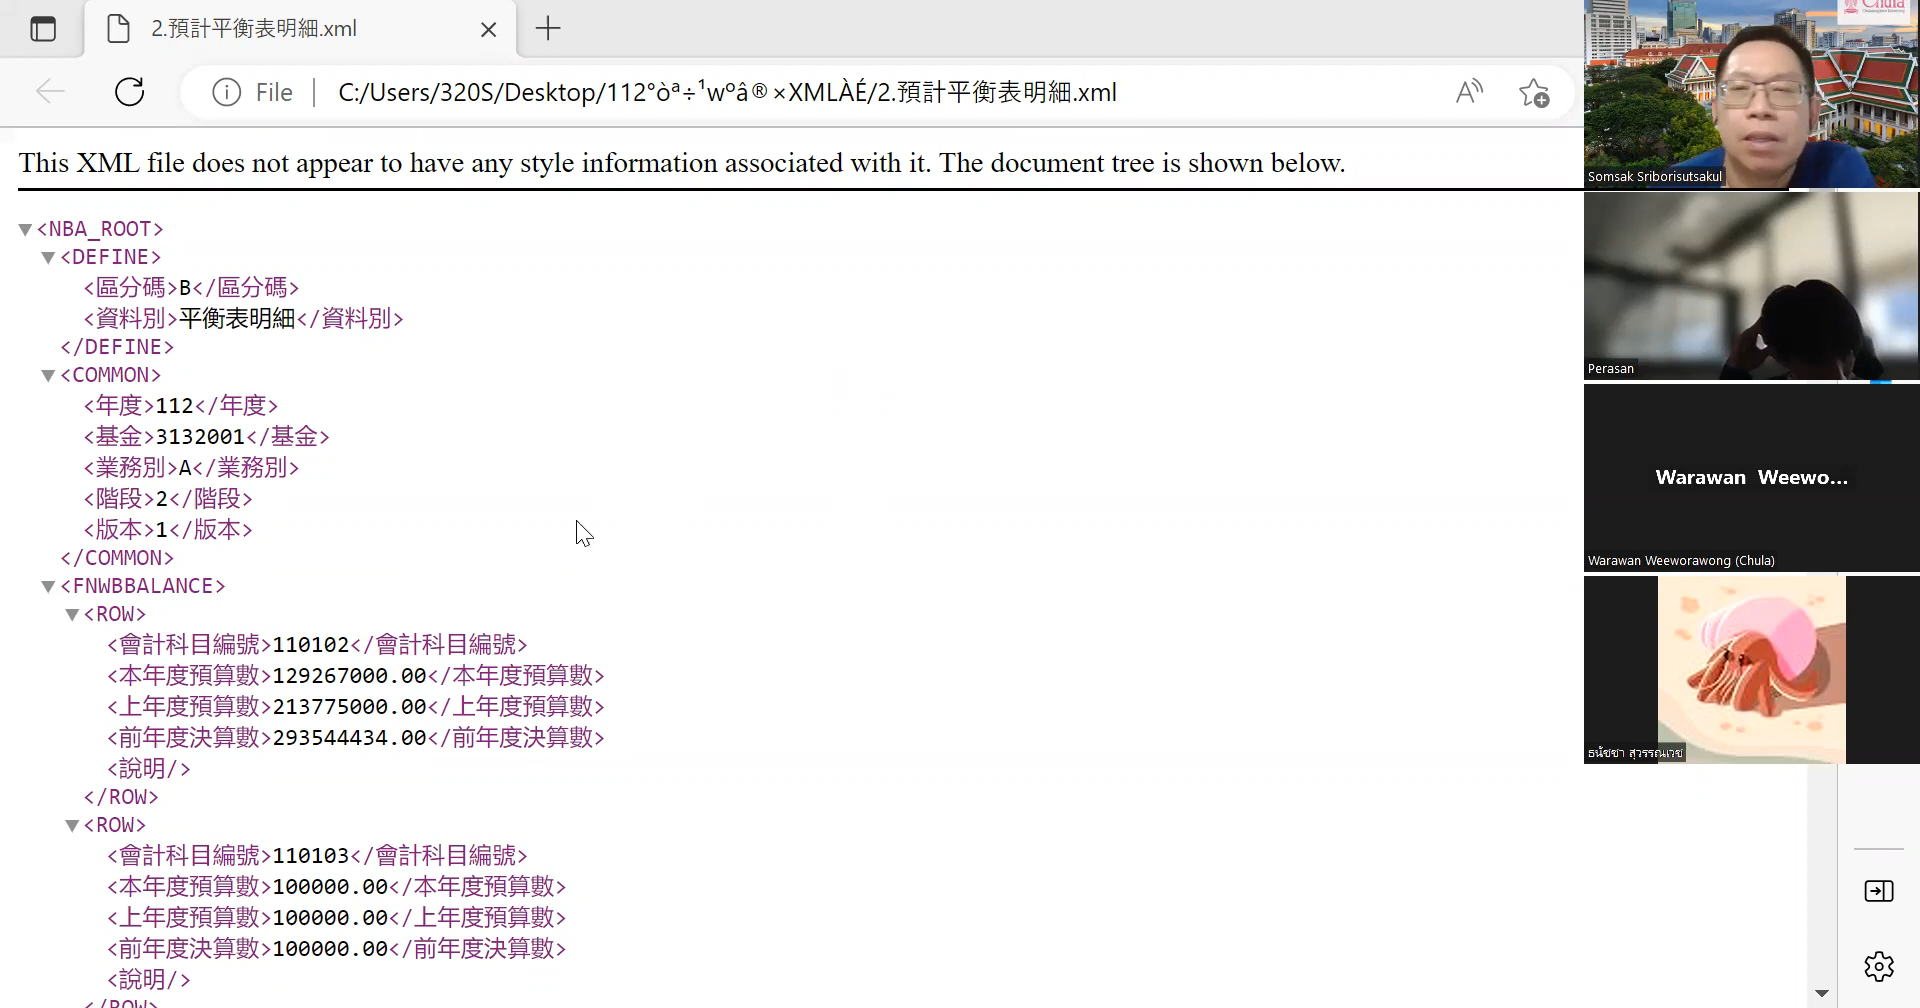 2.預計平衡表明細.xml
File
C:/Users/320S/Desktop/112°òª÷¹wºâ®×XMLÀÉ/2.預計平衡表明細.xml
This XML file does not appear to have any style information associated with it. The document tree is shown below.
<NBA_ROOT>
<DEFINE>
<區分碼>B</區分碼>
<資料別>平衡表明細</資料別>
</DEFINE>
<COMMON>
<年度>112</年度>
<基金>3132001</基金>
<業務別>A</業務別>
<階段>2</階段>
<版本>1</版本>
</COMMON>
<FNWBBALANCE>
<ROW>
<會計科目編號>110102</會計科目編號>
<本年度預算數>129267000.00</本年度預算數>
<上年度預算數>213775000.00</上年度預算數>
<前年度決算數>293544434.00</前年度決算數>
<說明/>
</ROW>
<ROW>
<會計科目編號>110103</會計科目編號>
<本年度預算數>100000.00</本年度預算數>
<上年度預算數>100000.00</上年度預算數>
<前年度決算數>100000.00</前年度決算數>
<說明/>
</ROW>
Chula
Somsak Sriborisutsakul
Perasan
Warawan Weewo...
Warawan Weeworawong (Chula)
ธนัชชา สุวรรณเวช